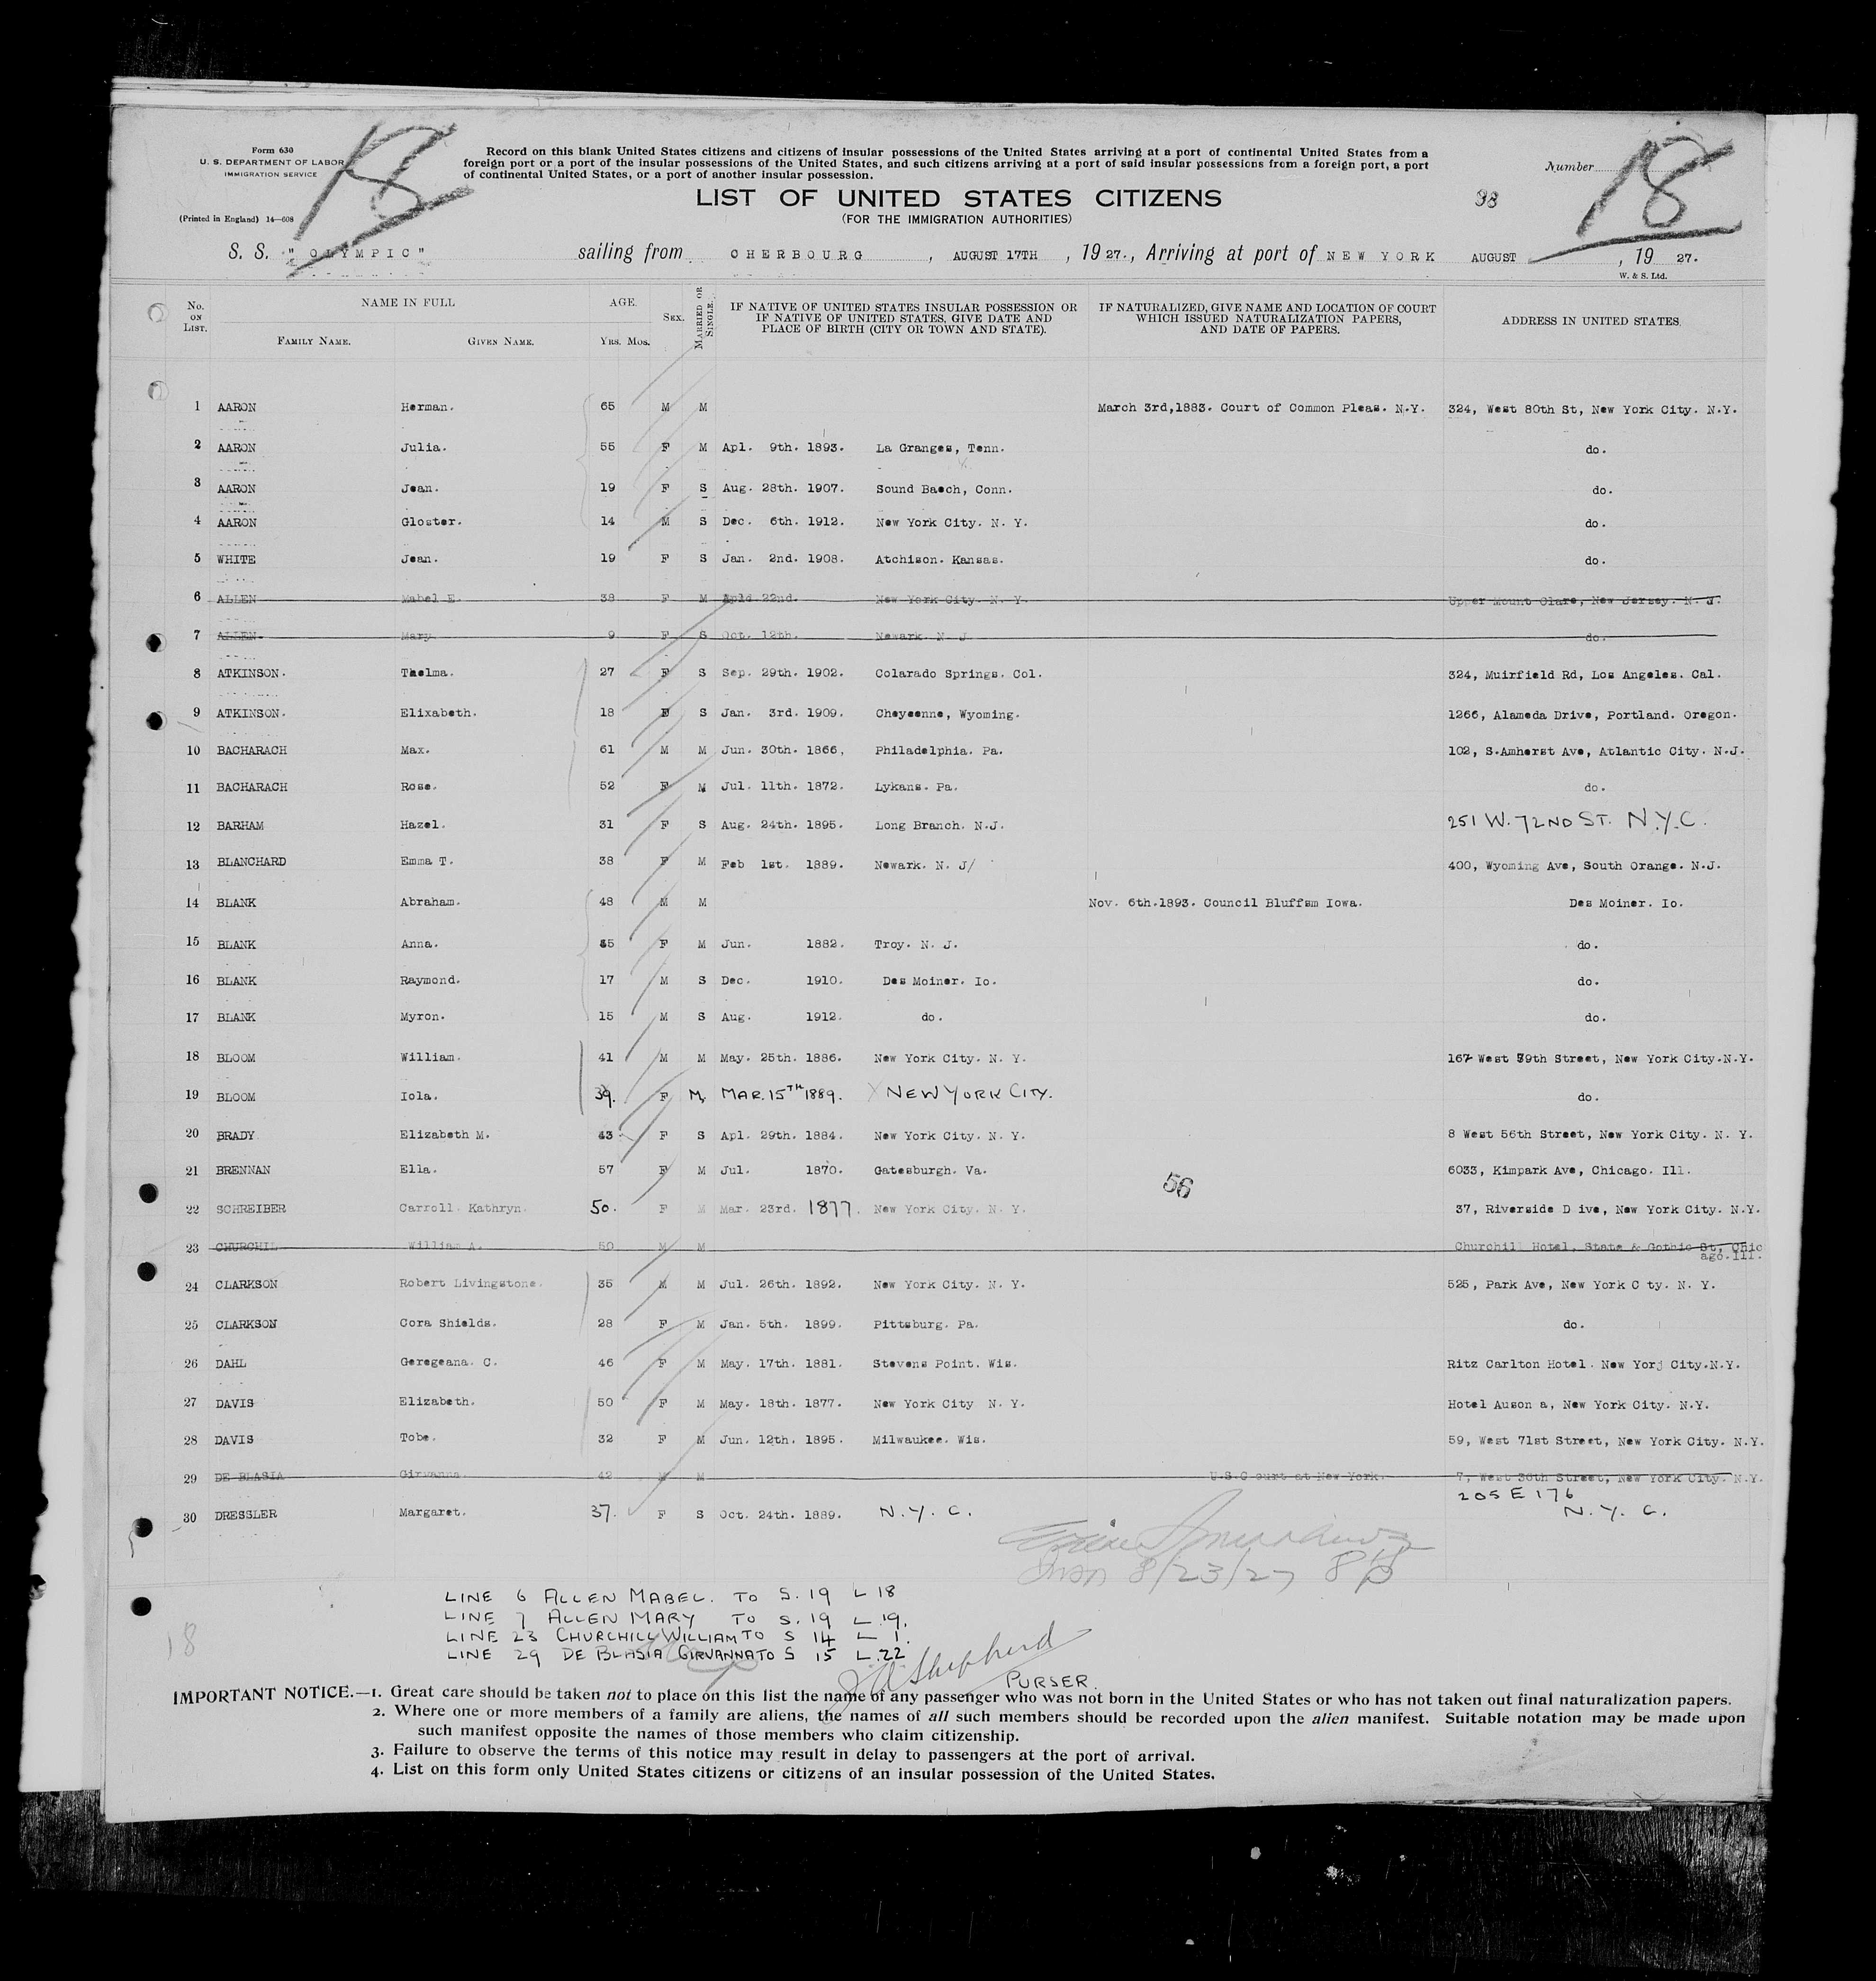 Form 630
U. S. DEPARTMENT OF LABOR
IMMIGRATION SERVICE
(Printed in England) 14—608
18
Record on this blank United States citizens and citizens of insular possessions of the United States arriving at a port of continental United States from a
foreign port or a port of the insular possessions of the United States, and such citizens arriving at a port of said insular possessions from a foreign port, a port
of continental United States, or a port of another insular possession.
LIST OF UNITED STATES CITIZENS
(FOR THE IMMIGRATION AUTHORITIES)
Number 18
98
S. S. "OLYMPIC" sailing from CHERBOURG, AUGUST 17TH, 1927., Arriving at port of NEW YORK AUGUST , 1927.
W. & S. Ltd.
No. ON LIST. NAME IN FULL FAMILY NAME. GIVEN NAME. AGE. YRS. MOS. SEX. MARRIED OR SINGLE. IF NATIVE OF UNITED STATES INSULAR POSSESSION OR IF NATIVE OF UNITED STATES, GIVE DATE AND PLACE OF BIRTH (CITY OR TOWN AND STATE). IF NATURALIZED, GIVE NAME AND LOCATION OF COURT WHICH ISSUED NATURALIZATION PAPERS, AND DATE OF PAPERS. ADDRESS IN UNITED STATES.
1 AARON Herman. 65 M M March 3rd,1883. Court of Common Pleas. N.Y. 324, West 80th St, New York City. N.Y.
2 AARON Julia. 55 F M Apl. 9th. 1893. La Granges, Tenn. do.
3 AARON Jean. 19 F S Aug. 28th. 1907. Sound Baech, Conn. do.
4 AARON Gloster. 14 M S Dec. 6th. 1912. New York City. N. Y. do.
5 WHITE Jean. 19 F S Jan. 2nd. 1908. Atchison. Kansas. do.
6 ALLEN Mabel E. 38 F M Apld 22nd. New York City. N. Y. Upper Mount Clare, New Jersey. N. J.
7 ALLEN. Mary 9 F S Oct. 12th. Newark. N J do.
8 ATKINSON. Thelma. 27 F S Sep. 29th. 1902. Colarado Springs. Col. 324, Muirfield Rd, Los Angeles. Cal.
9 ATKINSON. Elixabeth. 18 F S Jan. 3rd. 1909. Cheyeenne, Wyoming. 1266, Alameda Drive, Portland. Oregon.
10 BACHARACH Max. 61 M M Jun. 30th. 1866, Philadelphia. Pa. 102, S.Amherst Ave, Atlantic City. N.J.
11 BACHARACH Rose. 52 F M Jul. 11th. 1872. Lykans. Pa. do.
12 BARHAM Hazel. 31 F S Aug. 24th. 1895. Long Branch. N.J. 251 W. 72ND ST. N.Y.C.
13 BLANCHARD Emma T. 38 F M Feb 1st. 1889. Newark. N. J/ 400, Wyoming Ave, South Orange. N.J.
14 BLANK Abraham. 48 M M Nov. 6th.1893. Council Bluffsm Iowa. Des Moiner. Io.
15 BLANK Anna. 45 F M Jun. 1882. Troy. N. J. do.
16 BLANK Raymond. 17 M S Dec. 1910. Des Moiner. Io. do.
17 BLANK Myron. 15 M S Aug. 1912. do. do.
18 BLOOM William. 41 M M May. 25th. 1886. New York City. N. Y. 167 West 79th Street, New York City.N.Y.
19 BLOOM Iola. 39. F M, MAR. 15TH 1889. NEW YORK CITY. do.
20 BRADY Elizabeth M. 43 F S Apl. 29th. 1884. New York City. N. Y. 8 West 56th Street, New York City. N. Y.
21 BRENNAN Ella. 57 F M Jul. 1870. Gatesburgh. Va. 6033, Kimpark Ave, Chicago. Ill.
56
22 SCHREIBER Carroll Kathryn. 50. F M Mar. 23rd. 1877. New York City. N. Y. 37, Riverside D ive, New York City. N.Y.
23 CHURCHIL William A. 50 M M Churchill Hotel, State & Gothic St, Chic
ago.Ill.
24 CLARKSON Robert Livingstone. 35 M M Jul. 26th. 1892. New York City. N. Y. 525, Park Ave, New York C ty. N. Y.
25 CLARKSON Cora Shields. 28 F M Jan. 5th. 1899. Pittsburg. Pa. do.
26 DAHL Geregeana. C. 46 F M May. 17th. 1881. Stevens Point. Wis. Ritz Carlton Hotel. New Yorj City.N.Y.
27 DAVIS Elizabeth. 50 F M May. 18th. 1877. New York City N. Y. Hotel Auson a, New York City. N.Y.
28 DAVIS Tobe. 32 F M Jun. 12th. 1895. Milwaukee. Wis. 59, West 71st Street, New York City. N.Y.
29 DE BLASIA Girvanna. 42 M M U.S.C ourt at New York. 7, West 36th Street, New York City. N.Y.
205 E 176
30 DRESSLER Margaret. 37. F S Oct. 24th. 1889. N.Y.C. N.Y.C.
8/23/27
LINE 6 ALLEN MABEL. TO S. 19 L 18
LINE 7 ALLEN MARY TO S. 19 L. 19.
LINE 23 CHURCHILL WILLIAM TO S 14 L 1.
LINE 29 DE BLASIA GIRVANNA TO S 15 L.22
18
J A Shepherd
PURSER.
IMPORTANT NOTICE.—1. Great care should be taken not to place on this list the name of any passenger who was not born in the United States or who has not taken out final naturalization papers.
2. Where one or more members of a family are aliens, the names of all such members should be recorded upon the alien manifest. Suitable notation may be made upon
such manifest opposite the names of those members who claim citizenship.
3. Failure to observe the terms of this notice may result in delay to passengers at the port of arrival.
4. List on this form only United States citizens or citizens of an insular possession of the United States.